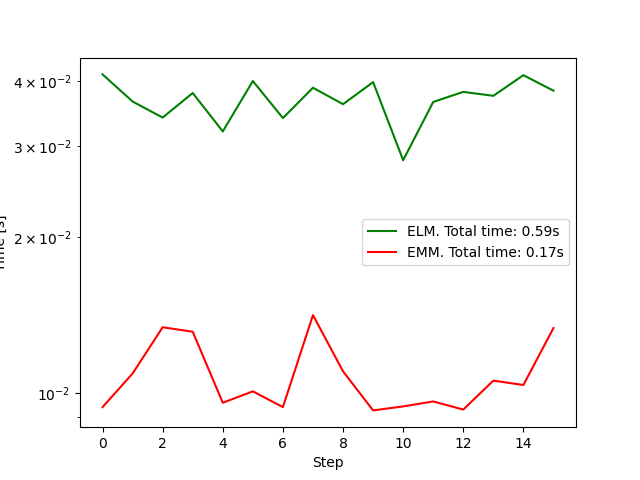 4 × 10⁻²
3 × 10⁻²
2 × 10⁻²
10⁻²
Time [s]
ELM. Total time: 0.59s
EMM. Total time: 0.17s
0 2 4 6 8 10 12 14
Step